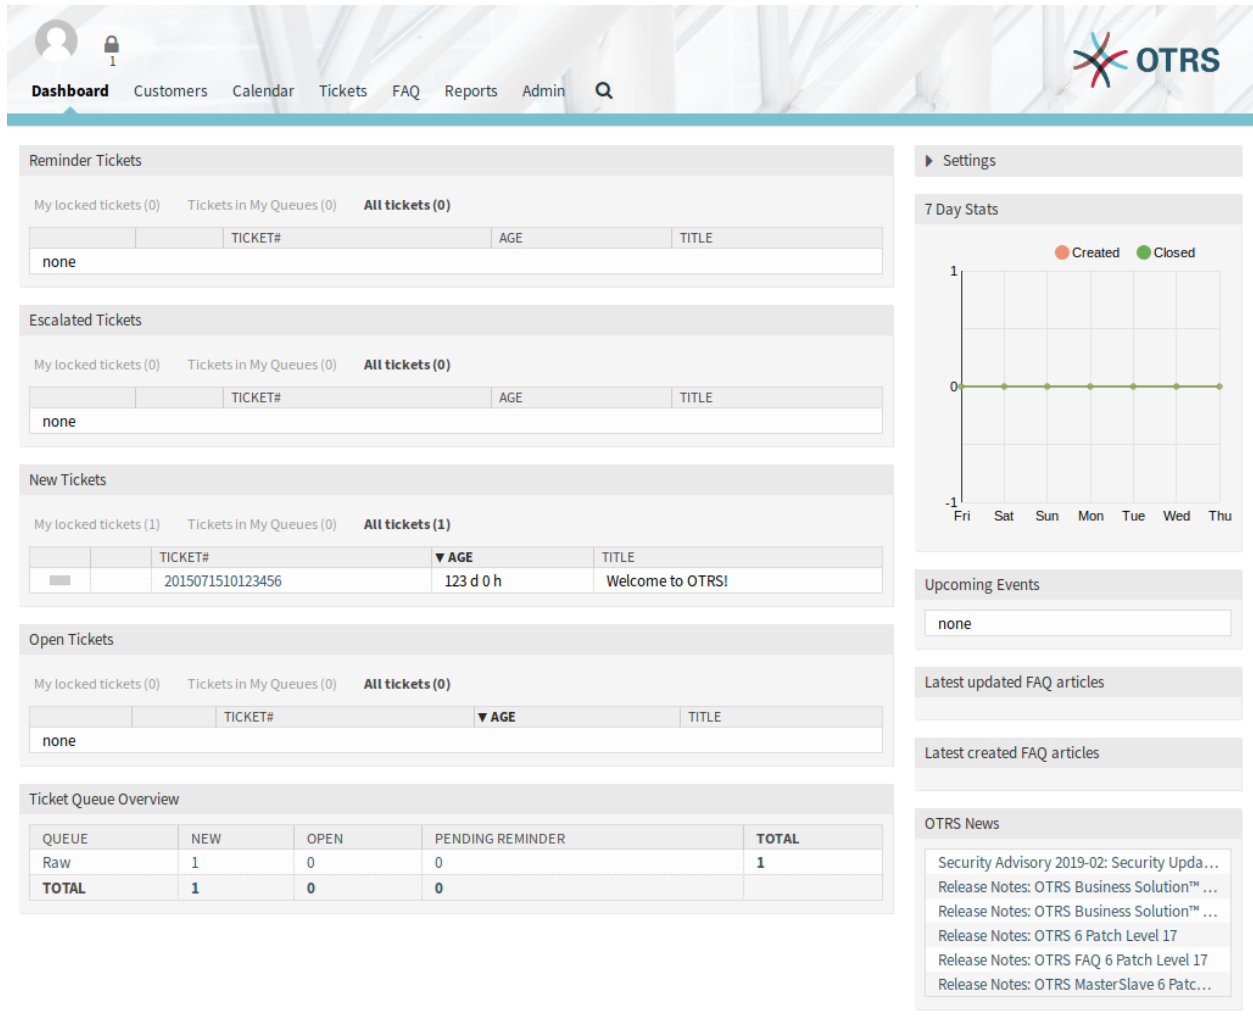 1
OTRS
Dashboard Customers Calendar Tickets FAQ Reports Admin
Reminder Tickets
My locked tickets (0) Tickets in My Queues (0) All tickets (0)
TICKET# AGE TITLE
none
Escalated Tickets
My locked tickets (0) Tickets in My Queues (0) All tickets (0)
TICKET# AGE TITLE
none
New Tickets
My locked tickets (1) Tickets in My Queues (0) All tickets (1)
TICKET# ▼ AGE TITLE
2015071510123456 123 d 0 h Welcome to OTRS!
Open Tickets
My locked tickets (0) Tickets in My Queues (0) All tickets (0)
TICKET# ▼ AGE TITLE
none
Ticket Queue Overview
QUEUE NEW OPEN PENDING REMINDER TOTAL
Raw 1 0 0 1
TOTAL 1 0 0
Settings
7 Day Stats
Created Closed
1
0
-1
Fri Sat Sun Mon Tue Wed Thu
Upcoming Events
none
Latest updated FAQ articles
Latest created FAQ articles
OTRS News
Security Advisory 2019-02: Security Upda...
Release Notes: OTRS Business Solution™ ...
Release Notes: OTRS Business Solution™ ...
Release Notes: OTRS 6 Patch Level 17
Release Notes: OTRS FAQ 6 Patch Level 17
Release Notes: OTRS MasterSlave 6 Patc...